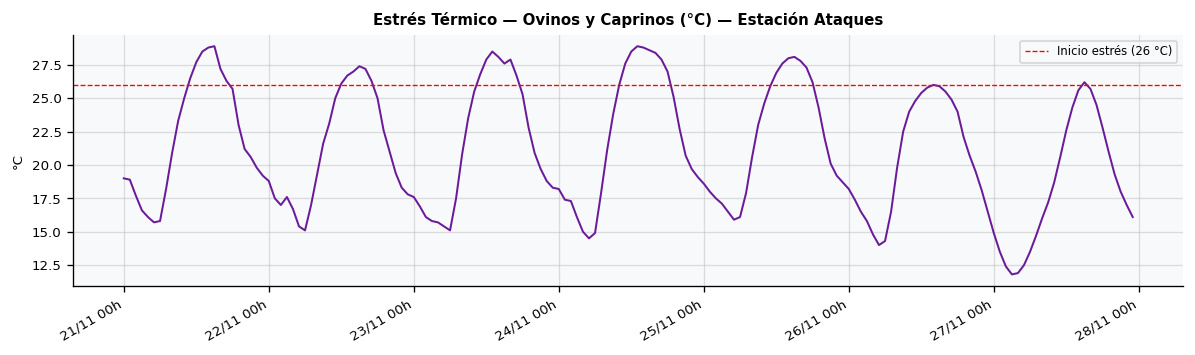 Estrés Térmico — Ovinos y Caprinos (°C) — Estación Ataques
Inicio estrés (26 °C)
°C
27.5
25.0
22.5
20.0
17.5
15.0
12.5
21/11 00h
22/11 00h
23/11 00h
24/11 00h
25/11 00h
26/11 00h
27/11 00h
28/11 00h